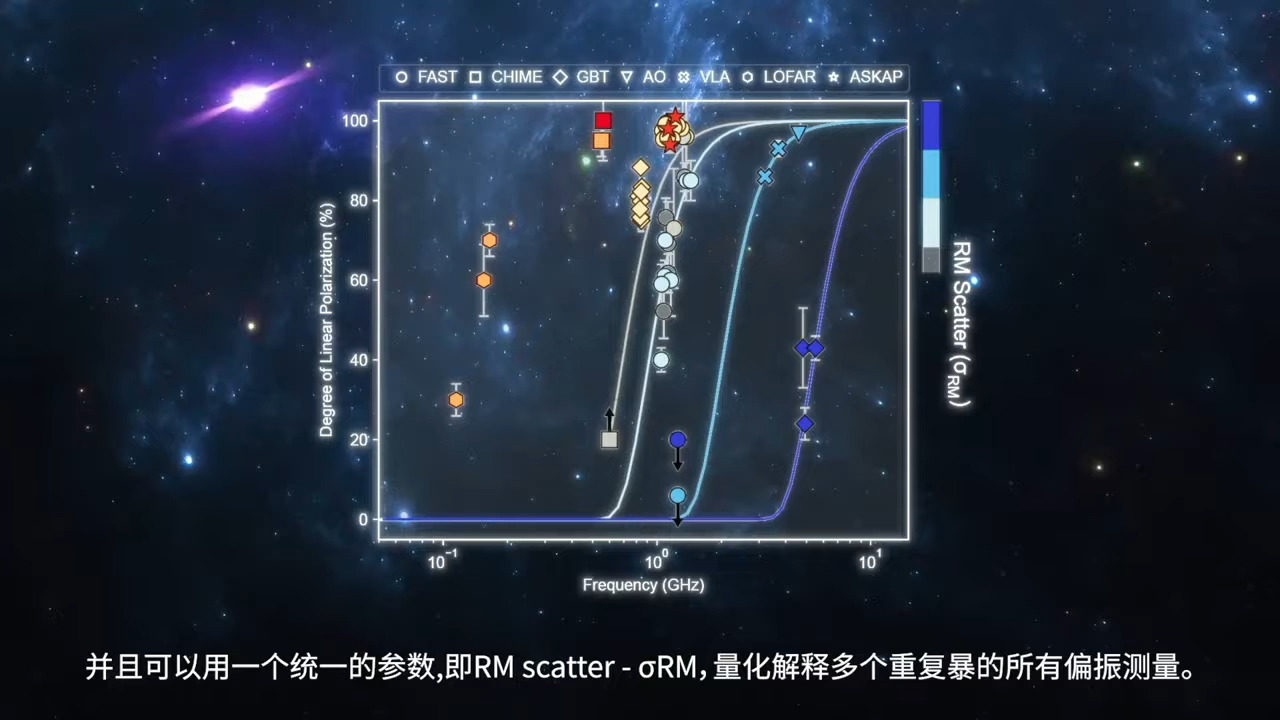 FAST CHIME GBT AO VLA LOFAR ASKAP
100
80
60
40
20
0
Degree of Linear Polarization (%)
10⁻¹ 10⁰ 10¹
Frequency (GHz)
RM Scatter (σRM)
并且可以用一个统一的参数,即RM scatter - σRM，量化解释多个重复暴的所有偏振测量。